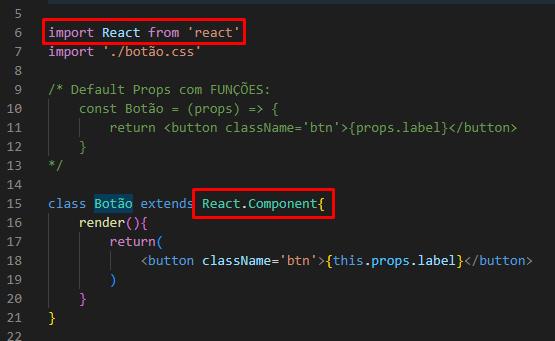 5
6 import React from 'react'
7 import './botão.css'
8
9 /* Default Props com FUNÇÕES:
10 const Botão = (props) => {
11 return <button className='btn'>{props.label}</button>
12 }
13 */
14
15 class Botão extends React.Component{
16 render(){
17 return(
18 <button className='btn'>{this.props.label}</button>
19 )
20 }
21 }
22